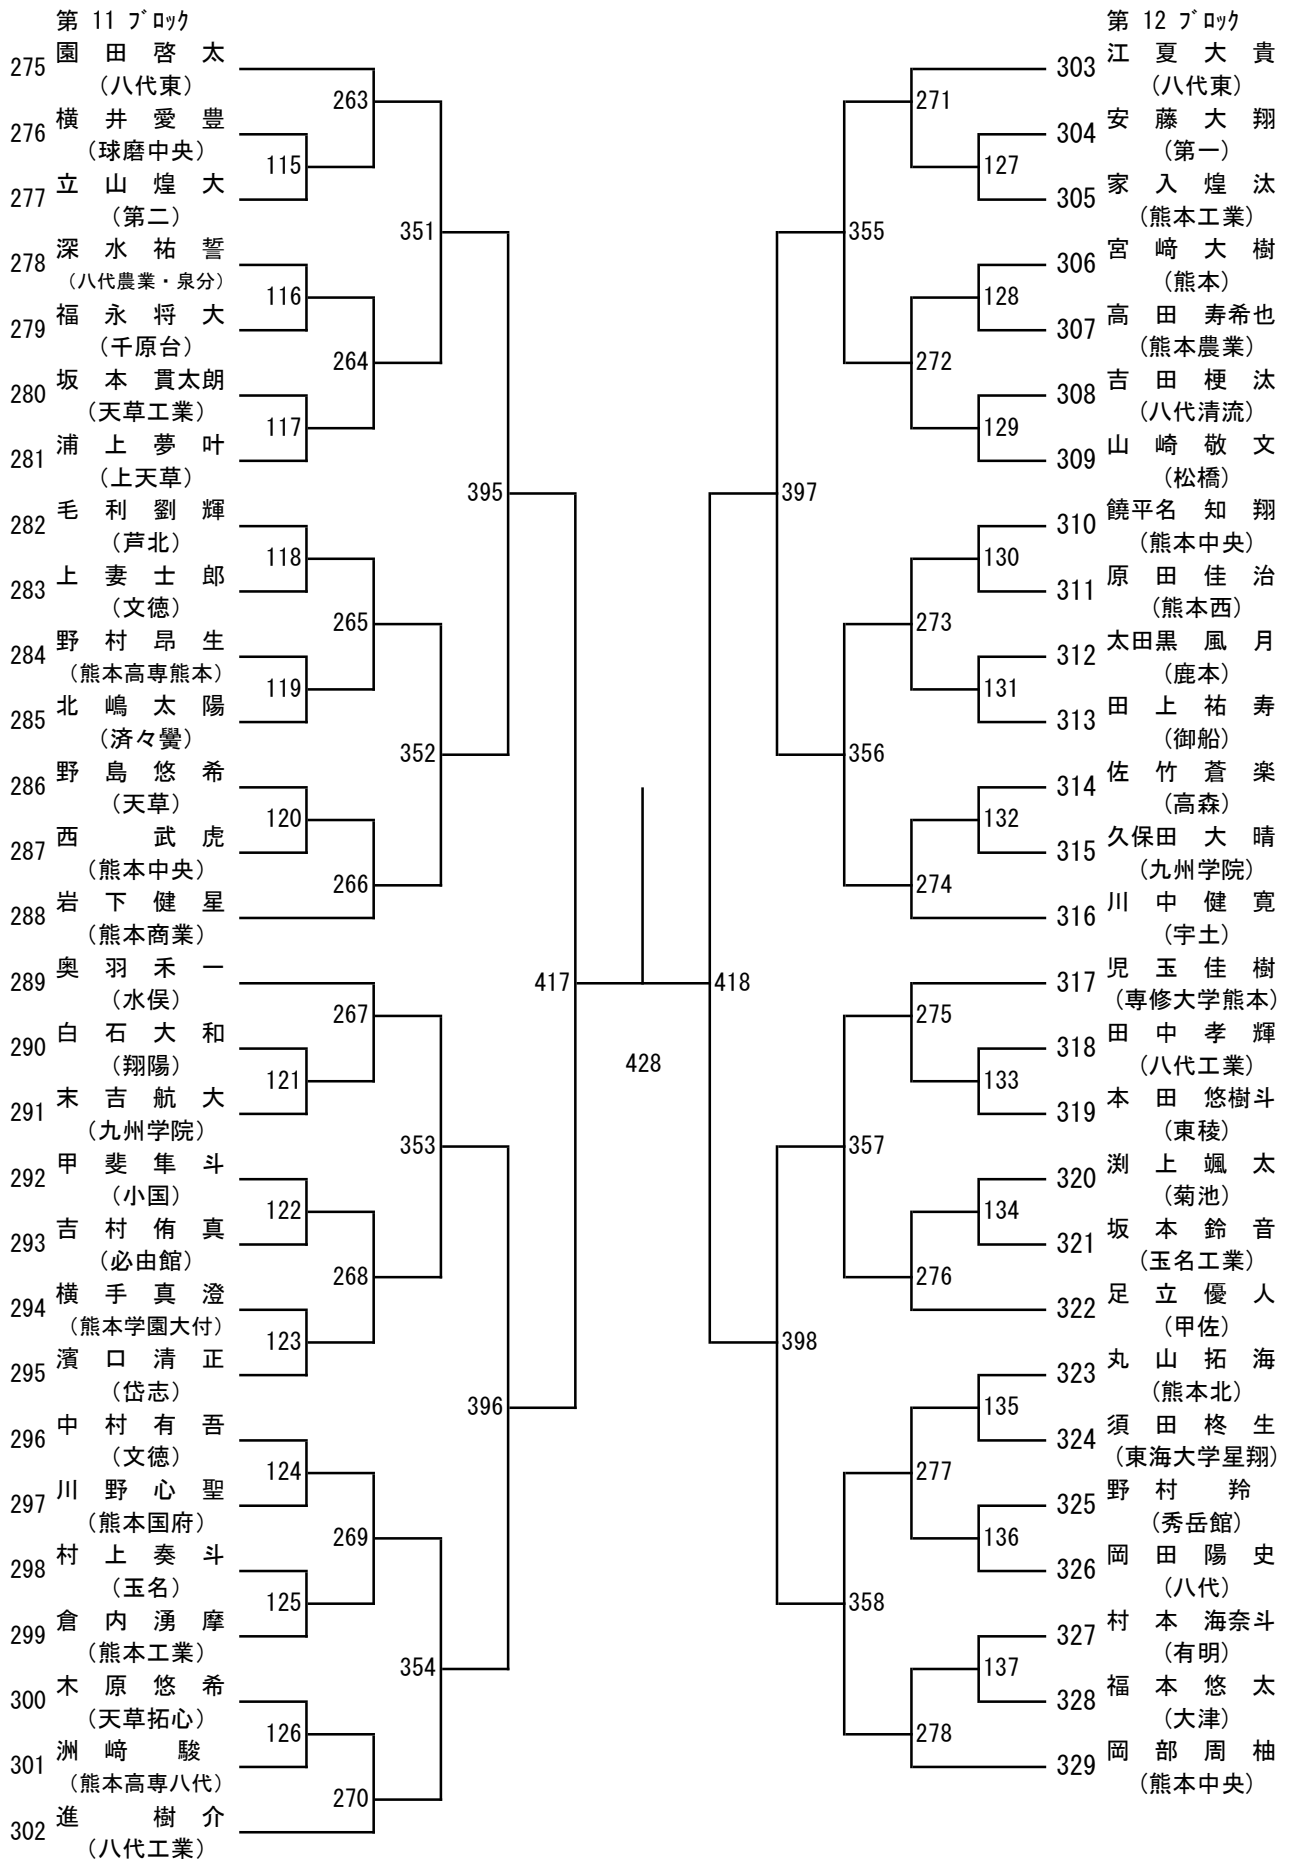 第 11 ﾌﾞﾛｯｸ
275 園 田 啓 太
(八代東)
276 横 井 愛 豊
(球磨中央)
277 立 山 煌 大
(第二)
278 深 水 祐 誓
(八代農業・泉分)
279 福 永 将 大
(千原台)
280 坂 本 貫太朗
(天草工業)
281 浦 上 夢 叶
(上天草)
282 毛 利 劉 輝
(芦北)
283 上 妻 士 郎
(文徳)
284 野 村 昂 生
(熊本高専熊本)
285 北 嶋 太 陽
(済々黌)
286 野 島 悠 希
(天草)
287 西 武 虎
(熊本中央)
288 岩 下 健 星
(熊本商業)
289 奥 羽 禾 一
(水俣)
290 白 石 大 和
(翔陽)
291 末 吉 航 大
(九州学院)
292 甲 斐 隼 斗
(小国)
293 吉 村 侑 真
(必由館)
294 横 手 真 澄
(熊本学園大付)
295 濱 口 清 正
(岱志)
296 中 村 有 吾
(文徳)
297 川 野 心 聖
(熊本国府)
298 村 上 奏 斗
(玉名)
299 倉 内 湧 摩
(熊本工業)
300 木 原 悠 希
(天草拓心)
301 洲 﨑 駿
(熊本高専八代)
302 進 樹 介
(八代工業)
115
116
117
118
119
120
121
122
123
124
125
126
263
264
265
266
267
268
269
270
351
352
353
354
395
396
417
428
418
397
398
355
356
357
358
271
272
273
274
275
276
277
278
127
128
129
130
131
132
133
134
135
136
137
第 12 ﾌﾞﾛｯｸ
303 江 夏 大 貴
(八代東)
304 安 藤 大 翔
(第一)
305 家 入 煌 汰
(熊本工業)
306 宮 﨑 大 樹
(熊本)
307 高 田 寿希也
(熊本農業)
308 吉 田 梗 汰
(八代清流)
309 山 崎 敬 文
(松橋)
310 饒平名 知 翔
(熊本中央)
311 原 田 佳 治
(熊本西)
312 太田黒 風 月
(鹿本)
313 田 上 祐 寿
(御船)
314 佐 竹 蒼 楽
(高森)
315 久保田 大 晴
(九州学院)
316 川 中 健 寛
(宇土)
317 児 玉 佳 樹
(専修大学熊本)
318 田 中 孝 輝
(八代工業)
319 本 田 悠樹斗
(東稜)
320 渕 上 颯 太
(菊池)
321 坂 本 鈴 音
(玉名工業)
322 足 立 優 人
(甲佐)
323 丸 山 拓 海
(熊本北)
324 須 田 柊 生
(東海大学星翔)
325 野 村 羚
(秀岳館)
326 岡 田 陽 史
(八代)
327 村 本 海奈斗
(有明)
328 福 本 悠 太
(大津)
329 岡 部 周 柚
(熊本中央)